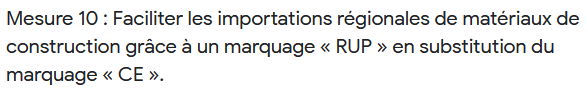 Mesure 10 : Faciliter les importations régionales de matériaux de
construction grâce à un marquage « RUP » en substitution du
marquage « CE ».